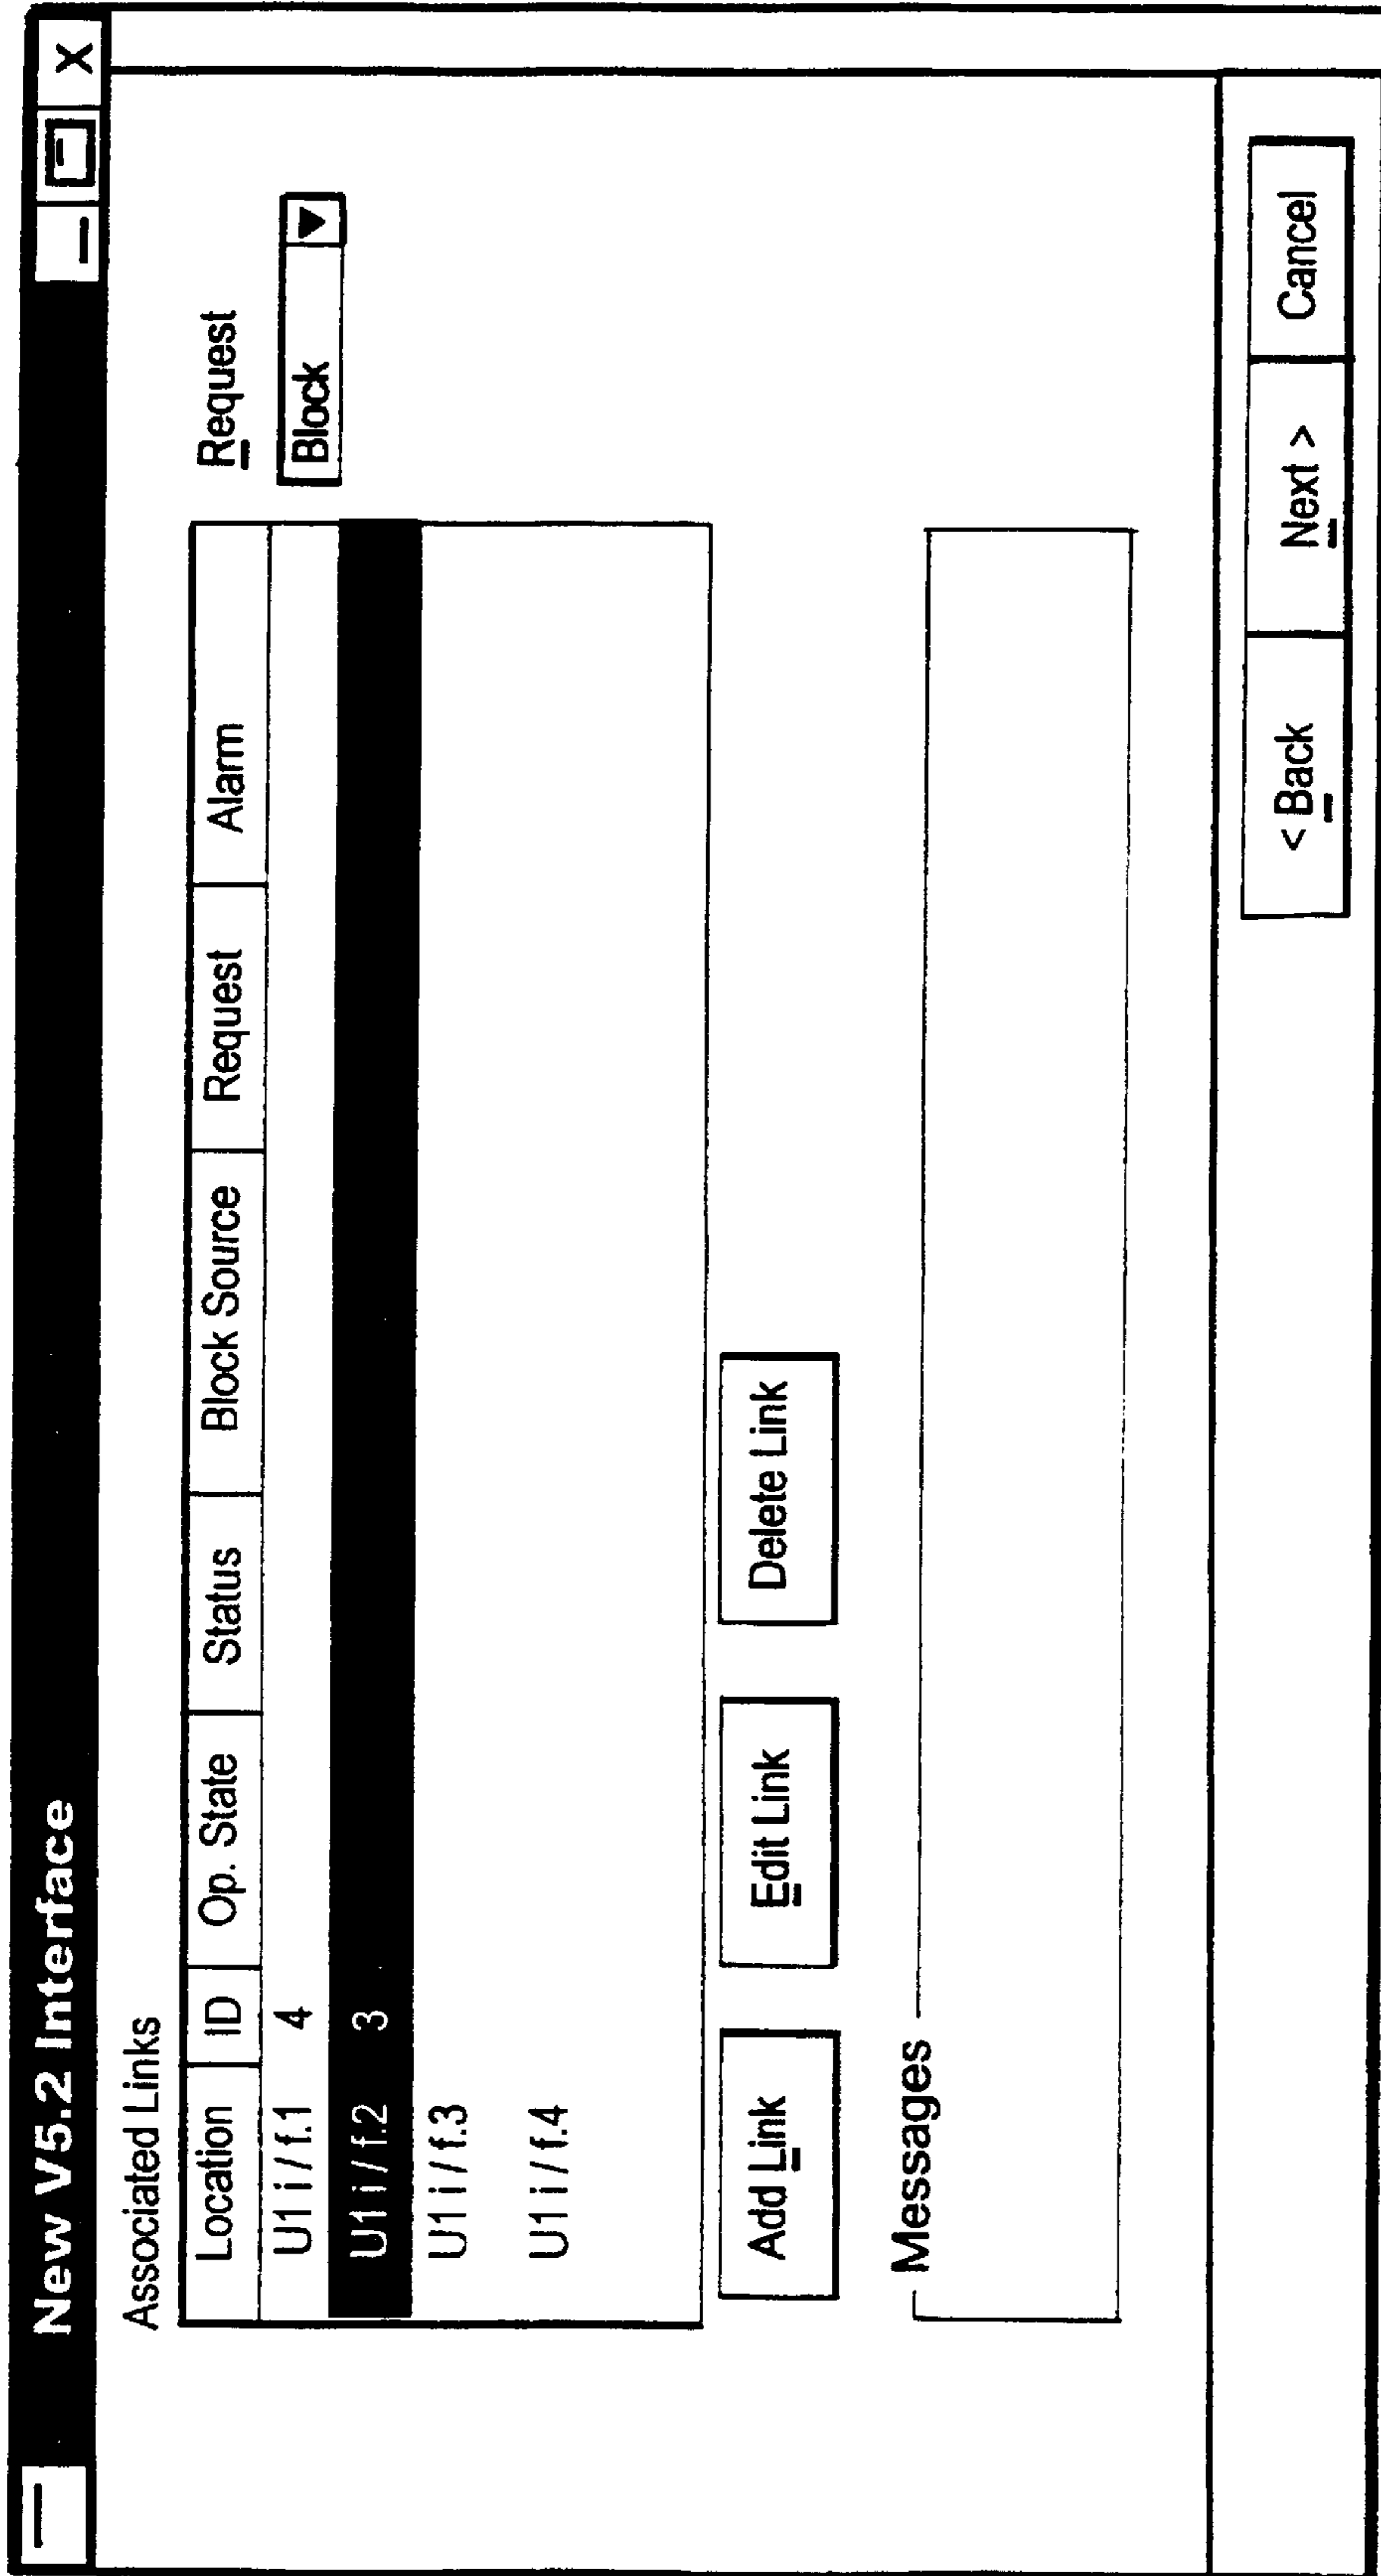 New V5.2 Interface
Associated Links
Request
Location ID Op. State Status Block Source Request Alarm
Block
U1 i / f.1 4
U1 i / f.2 3
U1 i / f.3
U1 i / f.4
Add Link Edit Link Delete Link
Messages
< Back Next > Cancel